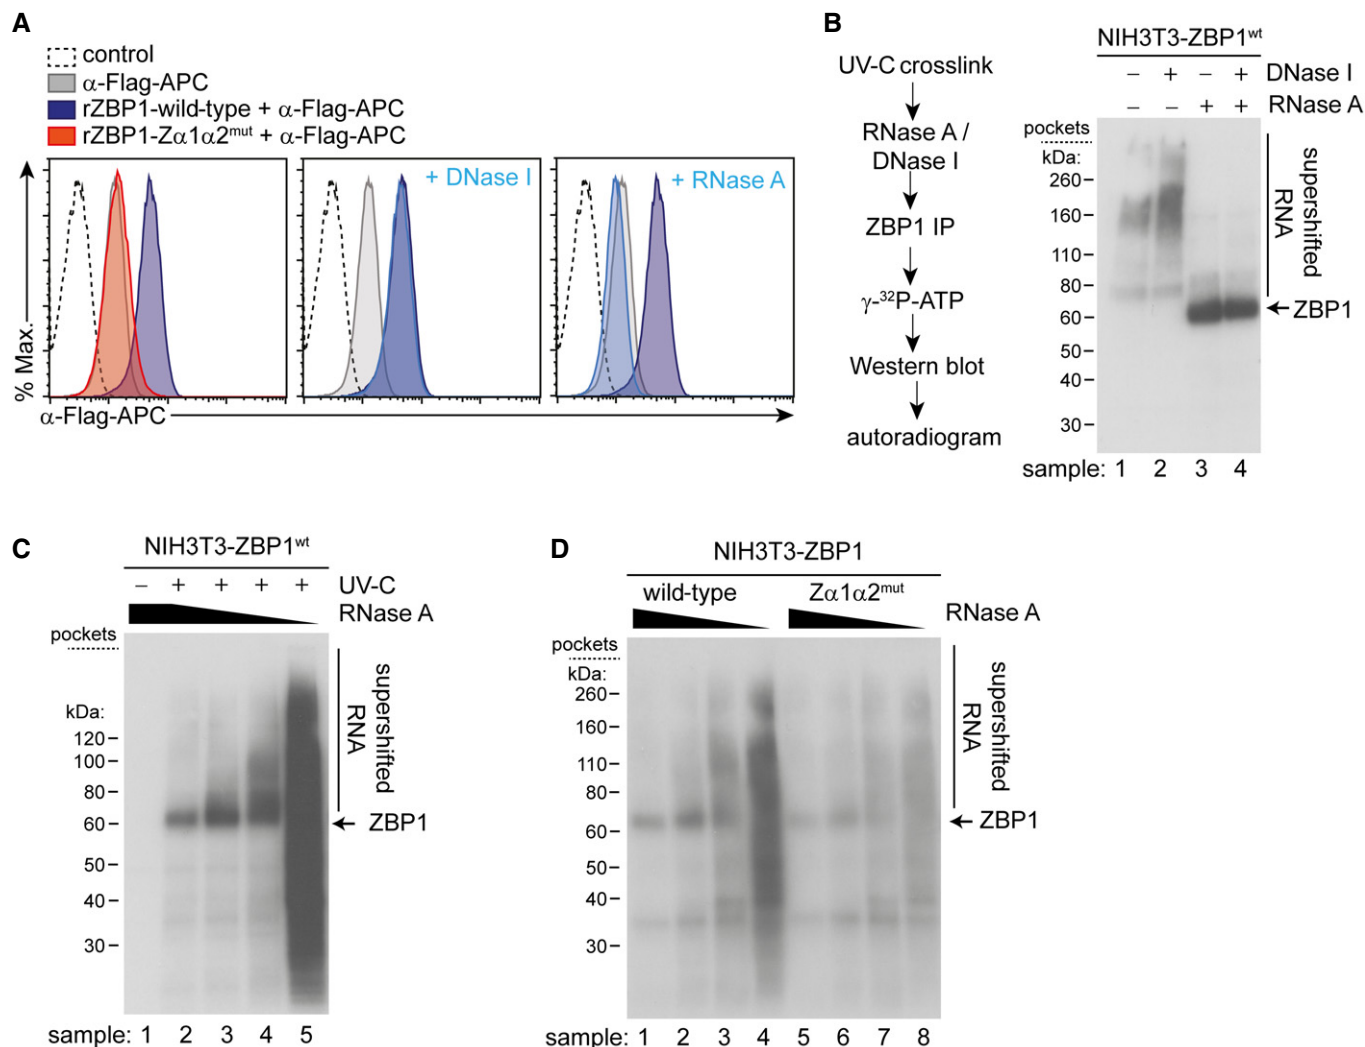 A
control
α-Flag-APC
rZBP1-wild-type + α-Flag-APC
rZBP1-Zα1α2mut + α-Flag-APC
+ DNase I
+ RNase A
% Max.
α-Flag-APC
B
UV-C crosslink
RNase A /
DNase I
ZBP1 IP
γ-32P-ATP
Western blot
autoradiogram
NIH3T3-ZBP1wt
– + – + DNase I
– – + + RNase A
pockets
kDa:
260
160
110
80
60
50
40
30
supershifted
RNA
ZBP1
sample: 1 2 3 4
C
NIH3T3-ZBP1wt
– + + + + UV-C
RNase A
pockets
kDa:
120
100
80
60
50
40
30
supershifted
RNA
ZBP1
sample: 1 2 3 4 5
D
NIH3T3-ZBP1
wild-type Zα1α2mut
RNase A
pockets
kDa:
260
160
110
80
60
50
40
30
supershifted
RNA
ZBP1
sample: 1 2 3 4 5 6 7 8